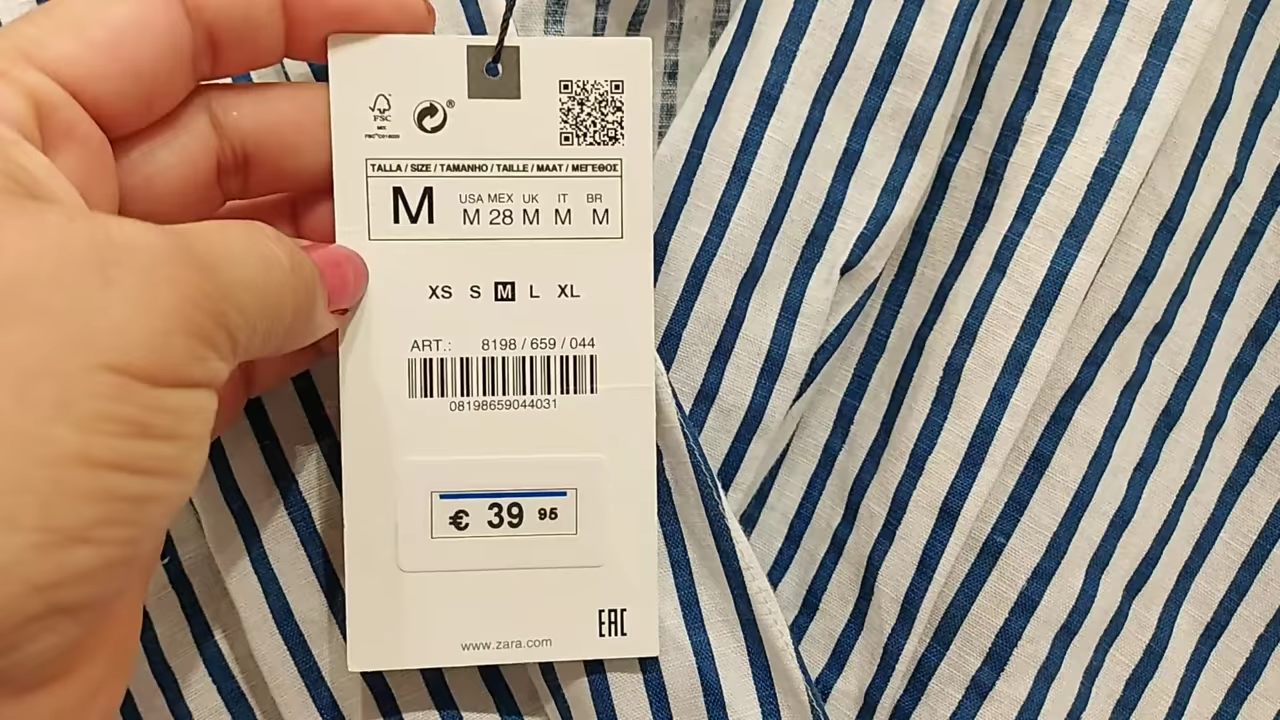 FSC
MIX
®
TALLA / SIZE / TAMANHO / TAILLE / MAAT / ΜΕΓΕΘΟΣ
M
USA MEX UK IT BR
M 28 M M M
XS S M L XL
ART.: 8198 / 659 / 044
08198659044031
€ 39 95
EAC
www.zara.com